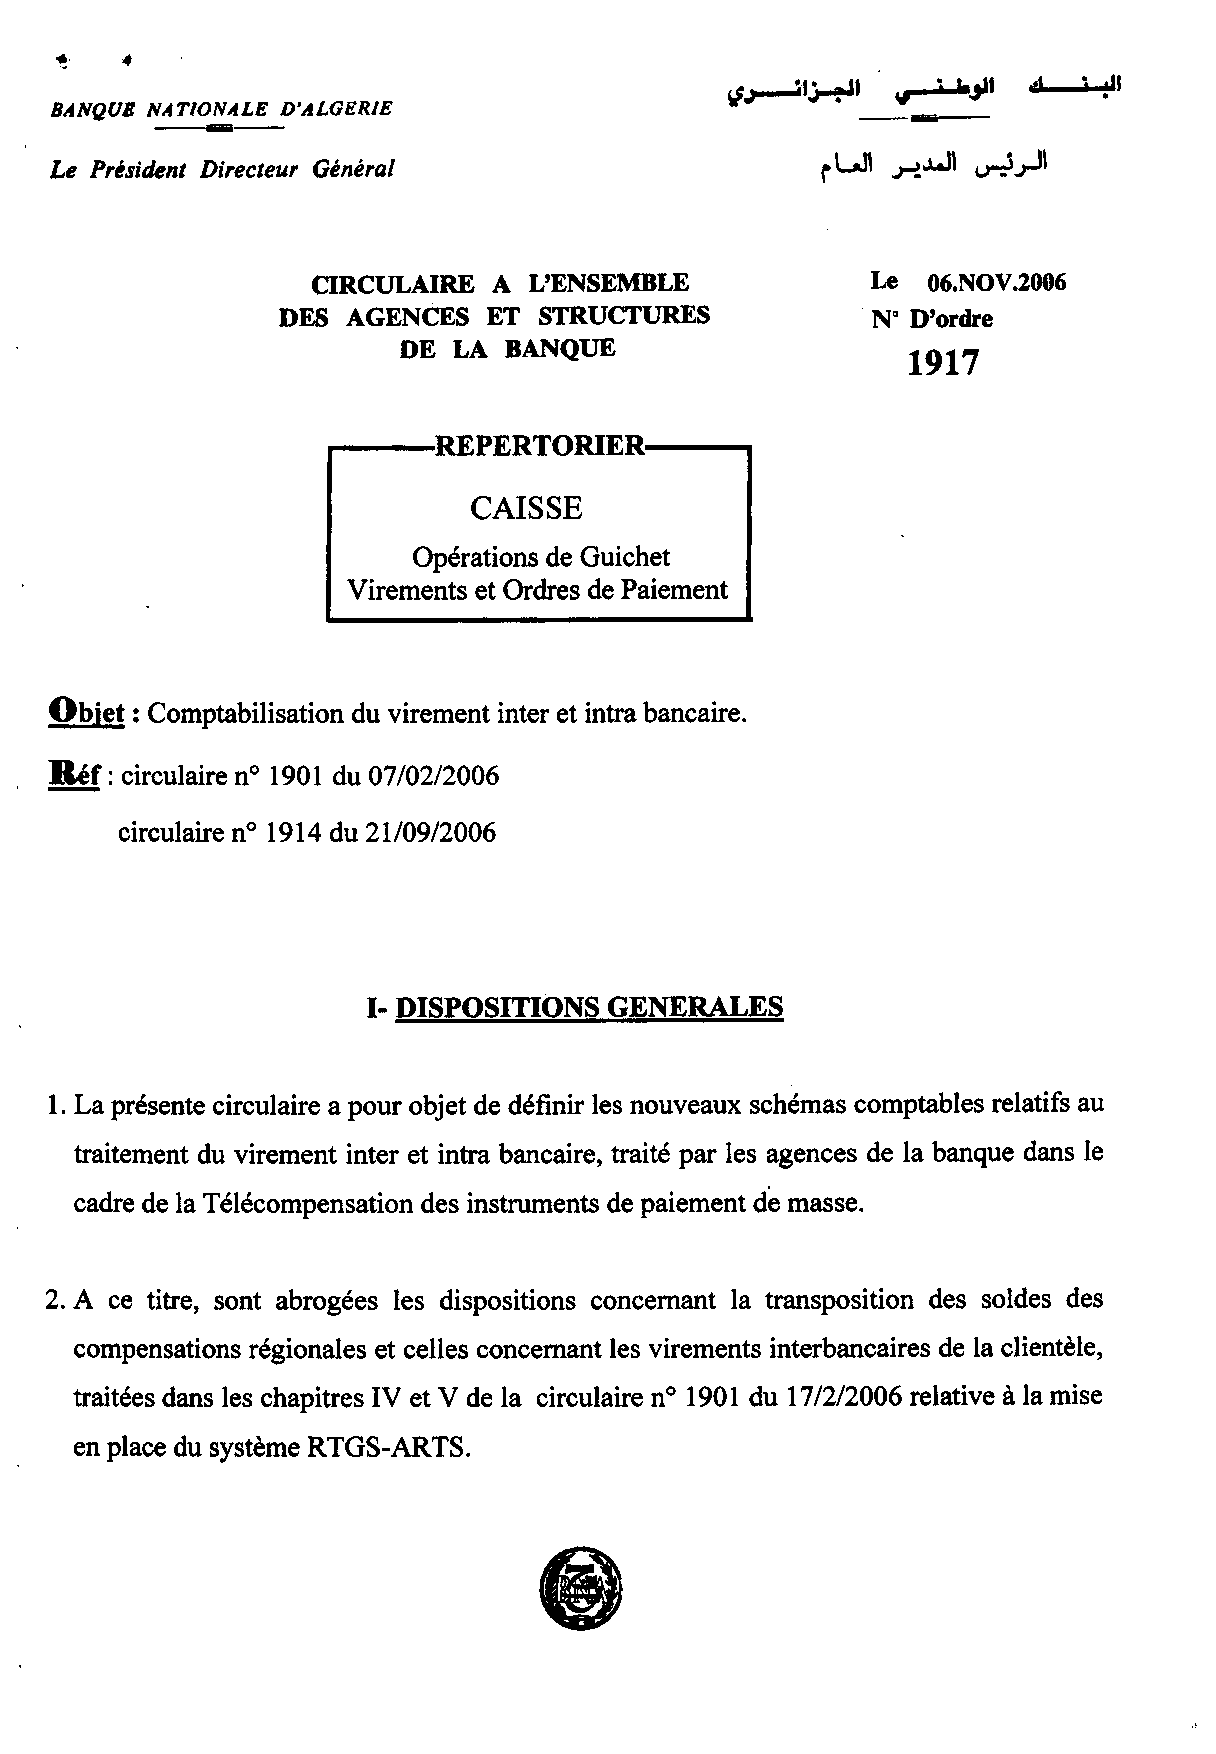 BANQUE NATIONALE D'ALGERIE
البنك الوطني الجزائري
Le Président Directeur Général
الرئيس المدير العام
CIRCULAIRE A L'ENSEMBLE
DES AGENCES ET STRUCTURES
DE LA BANQUE
Le 06.NOV.2006
N° D'ordre
1917
REPERTORIER
CAISSE
Opérations de Guichet
Virements et Ordres de Paiement
Objet : Comptabilisation du virement inter et intra bancaire.
Réf : circulaire n° 1901 du 07/02/2006
circulaire n° 1914 du 21/09/2006
I- DISPOSITIONS GENERALES
1. La présente circulaire a pour objet de définir les nouveaux schémas comptables relatifs au
traitement du virement inter et intra bancaire, traité par les agences de la banque dans le
cadre de la Télécompensation des instruments de paiement de masse.
2. A ce titre, sont abrogées les dispositions concernant la transposition des soldes des
compensations régionales et celles concernant les virements interbancaires de la clientèle,
traitées dans les chapitres IV et V de la circulaire n° 1901 du 17/2/2006 relative à la mise
en place du système RTGS-ARTS.